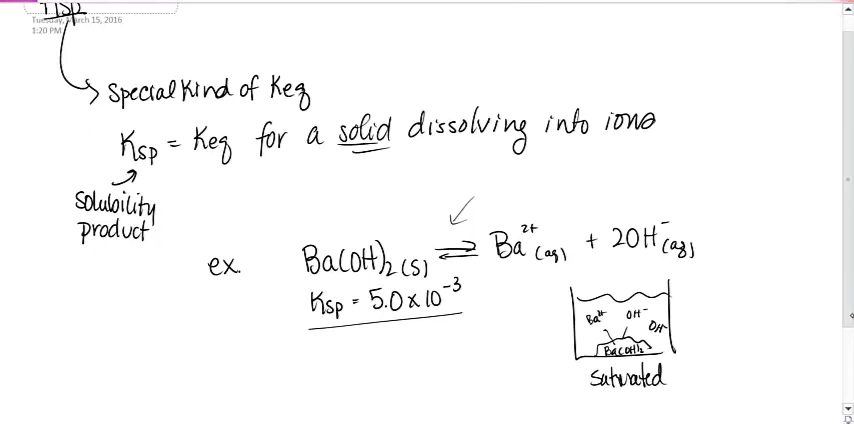 Ksp
Tuesday, March 15, 2016
1:20 PM
Special Kind of Keq
Ksp = Keq for a solid dissolving into ions
Solubility
product
ex. Ba(OH)₂(s) ⇌ Ba²⁺(aq) + 2OH⁻(aq)
Ksp = 5.0 x 10⁻³
Ba²⁺ OH⁻
OH⁻
Ba(OH)₂
Saturated